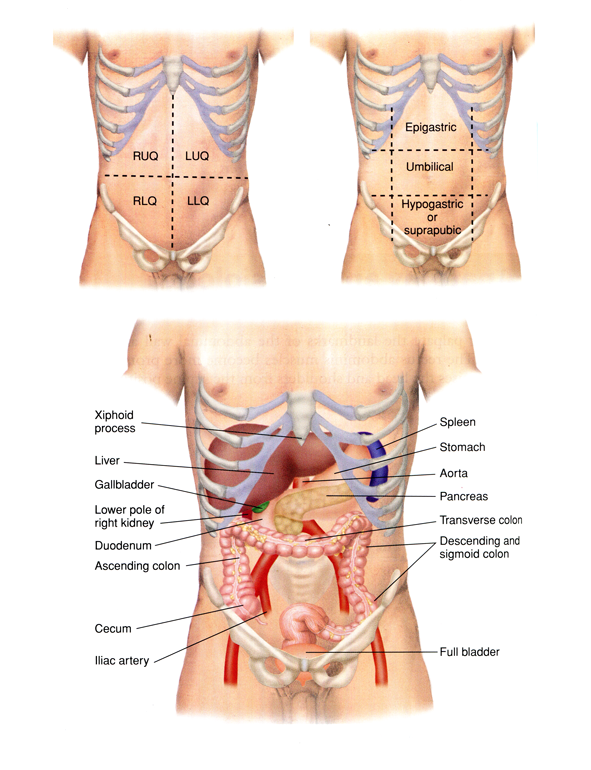 RUQ LUQ
RLQ LLQ
Epigastric
Umbilical
Hypogastric
or
suprapubic
Xiphoid
process
Liver
Gallbladder
Lower pole of
right kidney
Duodenum
Ascending colon
Cecum
Iliac artery
Spleen
Stomach
Aorta
Pancreas
Transverse colon
Descending and
sigmoid colon
Full bladder